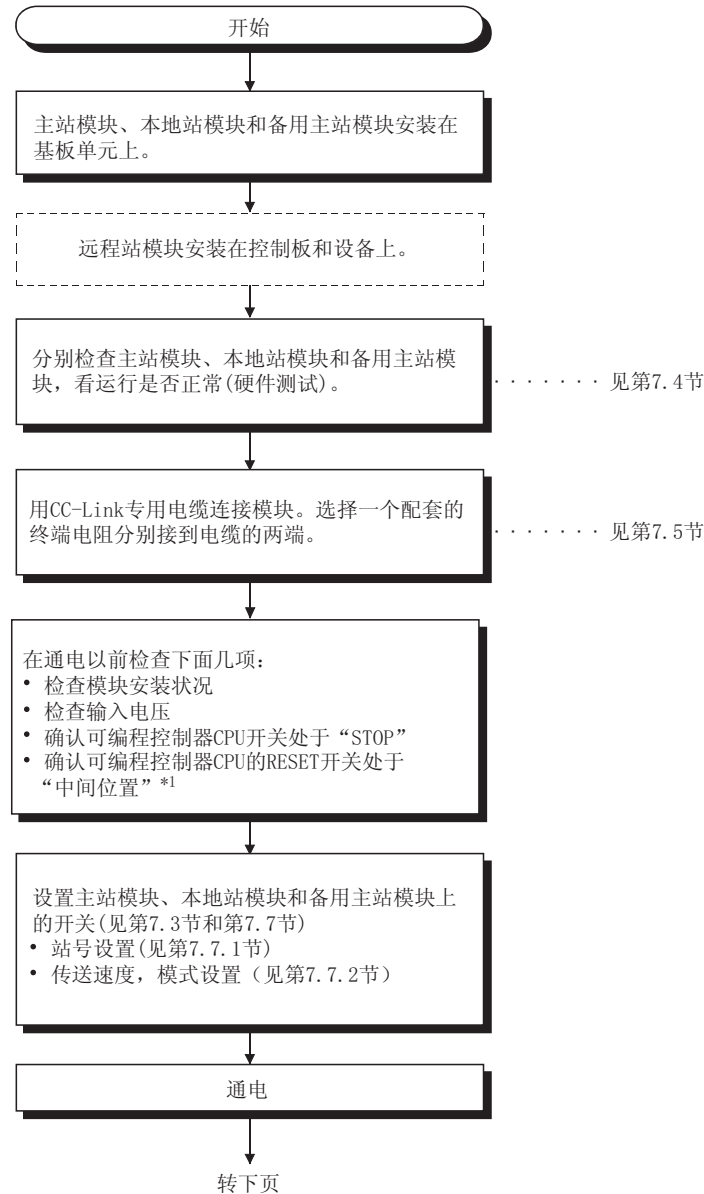 开始
主站模块、本地站模块和备用主站模块安装在
基板单元上。
远程站模块安装在控制板和设备上。
分别检查主站模块、本地站模块和备用主站模
块，看运行是否正常(硬件测试)。
······· 见第7.4节
用CC-Link专用电缆连接模块。选择一个配套的
终端电阻分别接到电缆的两端。
······· 见第7.5节
在通电以前检查下面几项：
• 检查模块安装状况
• 检查输入电压
• 确认可编程控制器CPU开关处于“STOP”
• 确认可编程控制器CPU的RESET开关处于
“中间位置”*1
设置主站模块、本地站模块和备用主站模块上
的开关(见第7.3节和第7.7节)
• 站号设置(见第7.7.1节)
• 传送速度，模式设置（见第7.7.2节）
通电
转下页